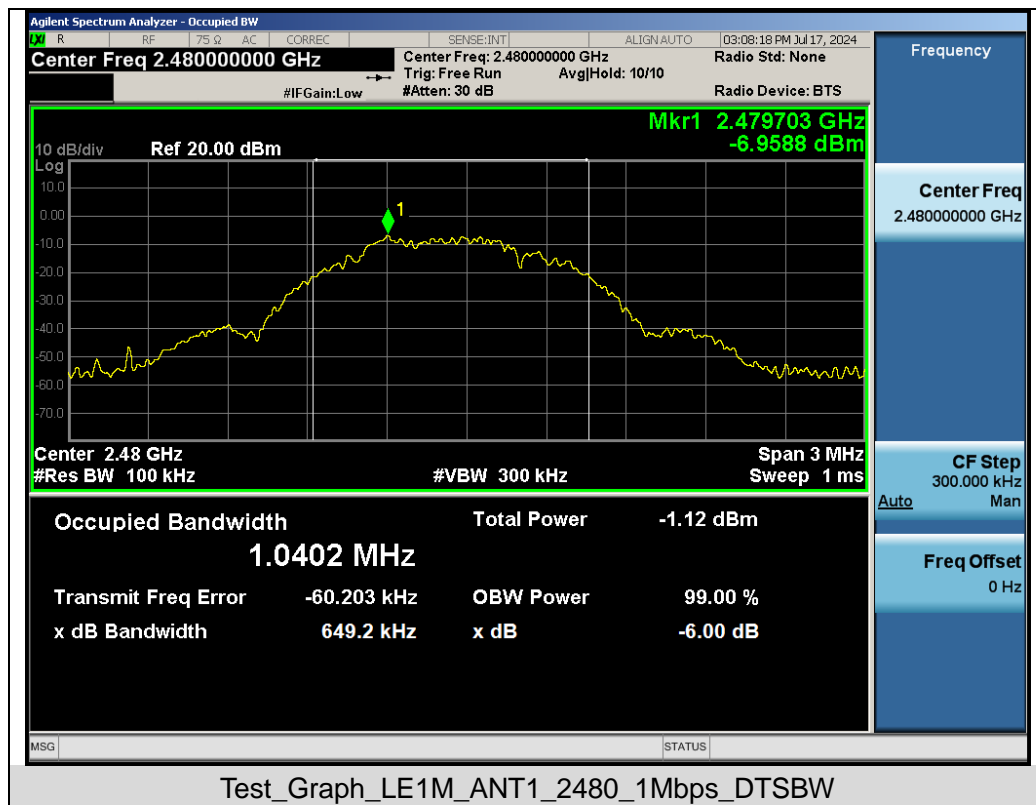 Agilent Spectrum Analyzer - Occupied BW
LXI R RF 75 Ω AC CORREC SENSE:INT ALIGN AUTO 03:08:18 PM Jul 17, 2024
Center Freq 2.480000000 GHz
Center Freq: 2.480000000 GHz Radio Std: None
Trig: Free Run Avg|Hold: 10/10
#IFGain:Low #Atten: 30 dB Radio Device: BTS
Mkr1 2.479703 GHz
-6.9588 dBm
10 dB/div Ref 20.00 dBm
Log
10.0
0.00
1
-10.0
-20.0
-30.0
-40.0
-50.0
-60.0
-70.0
Center 2.48 GHz Span 3 MHz
#Res BW 100 kHz #VBW 300 kHz Sweep 1 ms
Occupied Bandwidth Total Power -1.12 dBm
1.0402 MHz
Transmit Freq Error -60.203 kHz OBW Power 99.00 %
x dB Bandwidth 649.2 kHz x dB -6.00 dB
MSG STATUS
Frequency
Center Freq
2.480000000 GHz
CF Step
300.000 kHz
Auto Man
Freq Offset
0 Hz
Test_Graph_LE1M_ANT1_2480_1Mbps_DTSBW